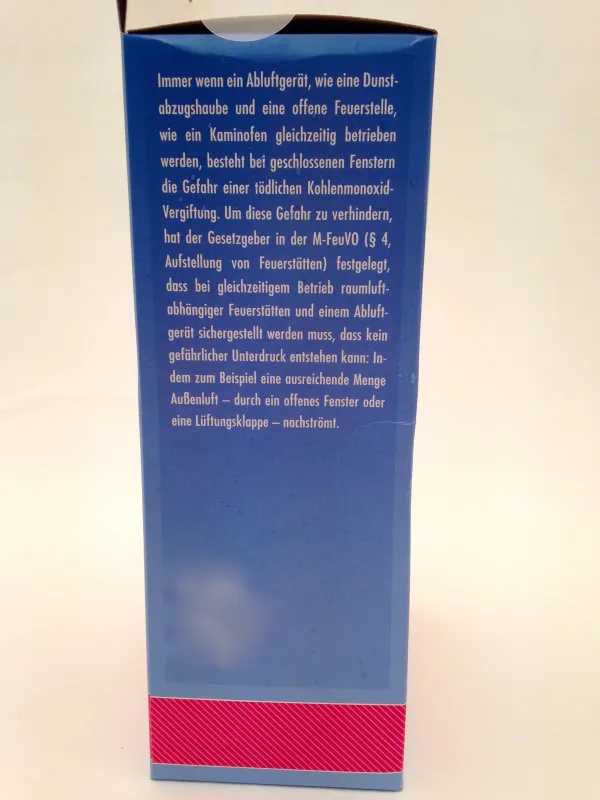 Immer wenn ein Abluftgerät, wie eine Dunst-
abzugshaube und eine offene Feuerstelle,
wie ein Kaminofen gleichzeitig betrieben
werden, besteht bei geschlossenen Fenstern
die Gefahr einer tödlichen Kohlenmonoxid-
Vergiftung. Um diese Gefahr zu verhindern,
hat der Gesetzgeber in der M-FeuVO (§ 4,
Aufstellung von Feuerstätten) festgelegt,
dass bei gleichzeitigem Betrieb raumluft-
abhängiger Feuerstätten und einem Abluft-
gerät sichergestellt werden muss, dass kein
gefährlicher Unterdruck entstehen kann: In-
dem zum Beispiel eine ausreichende Menge
Außenluft – durch ein offenes Fenster oder
eine Lüftungsklappe – nachströmt.